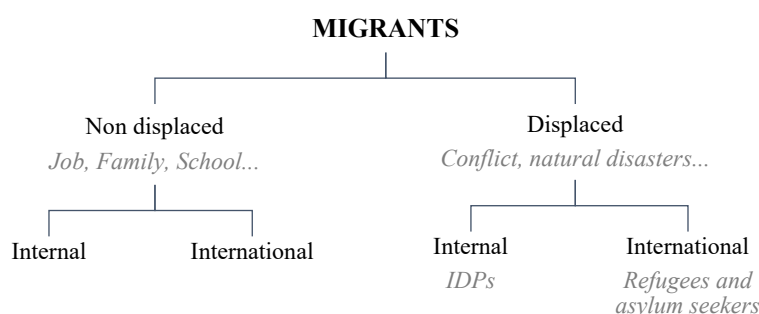 MIGRANTS
Non displaced
Job, Family, School...
Displaced
Conflict, natural disasters...
Internal
International
Internal
IDPs
International
Refugees and
asylum seekers